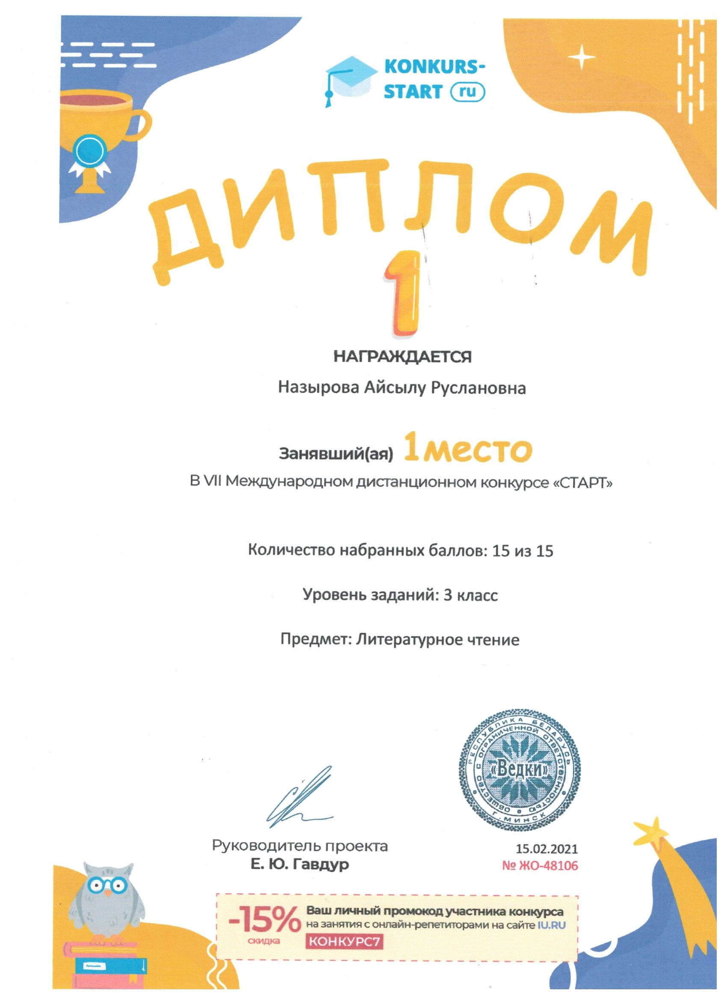 KONKURS-
START ru
ДИПЛОМ
1
НАГРАЖДАЕТСЯ
Назырова Айсылу Руслановна
Занявший(ая) 1 место
В VII Международном дистанционном конкурсе «СТАРТ»
Количество набранных баллов: 15 из 15
Уровень заданий: 3 класс
Предмет: Литературное чтение
РЕСПУБЛИКА БЕЛАРУСЬ
ОБЩЕСТВО С ОГРАНИЧЕННОЙ ОТВЕТСТВЕННОСТЬЮ
«Ведки»
Г. МИНСК
Руководитель проекта
Е. Ю. Гавдур
15.02.2021
№ ЖО-48106
-15%
скидка
Ваш личный промокод участника конкурса
на занятия с онлайн-репетиторами на сайте IU.RU
КОНКУРС7